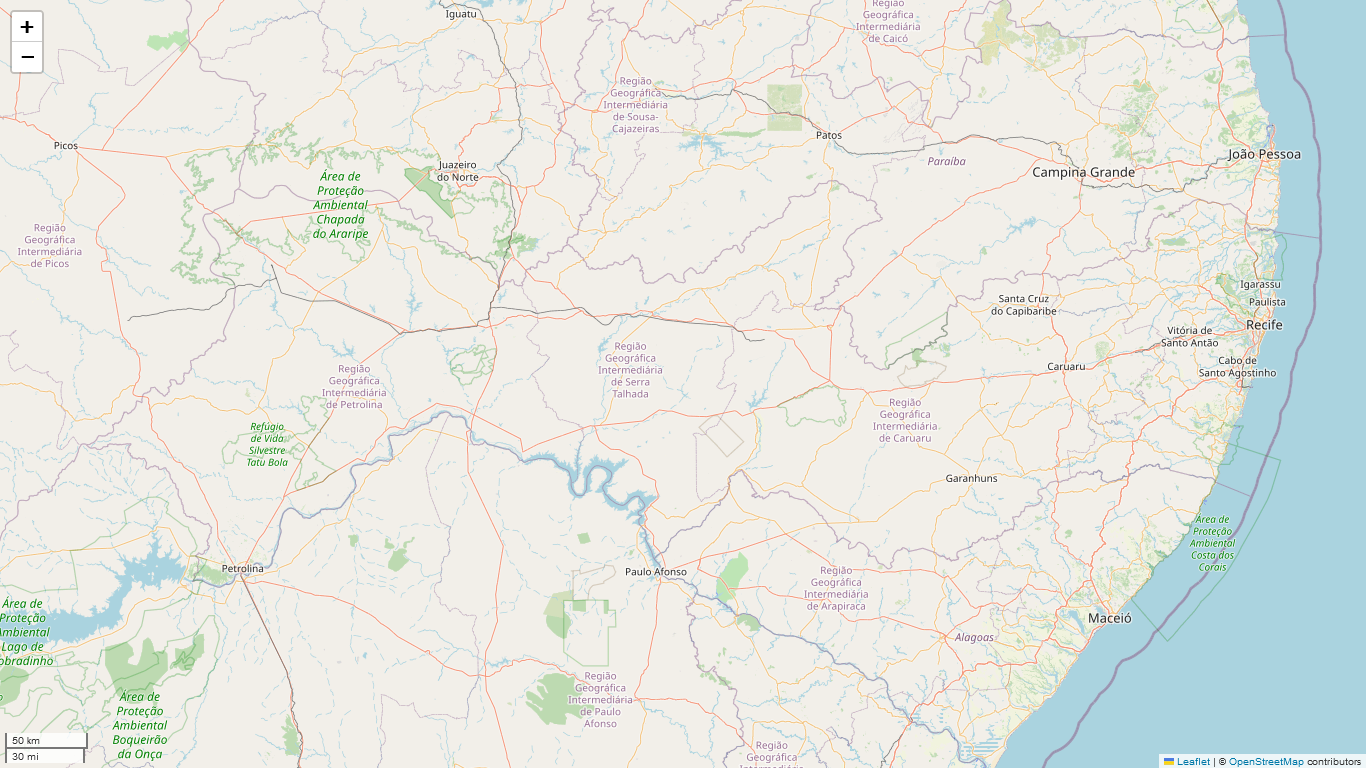 +
−
Iguatu
Região
Geográfica
Intermediária
de Caicó
Região
Geográfica
Intermediária
de Sousa-
Cajazeiras
Patos
Picos
Juazeiro
do Norte
Área de
Proteção
Ambiental
Chapada
do Araripe
Paraíba
Campina Grande
João Pessoa
Região
Geográfica
Intermediária
de Picos
Igarassu
Paulista
Recife
Santa Cruz
do Capibaribe
Vitória de
Santo Antão
Cabo de
Santo Agostinho
Caruaru
Região
Geográfica
Intermediária
de Serra
Talhada
Região
Geográfica
Intermediária
de Petrolina
Região
Geográfica
Intermediária
de Caruaru
Refúgio
de Vida
Silvestre
Tatu Bola
Garanhuns
Área de
Proteção
Ambiental
Costa dos
Corais
Petrolina
Paulo Afonso
Região
Geográfica
Intermediária
de Arapiraca
Maceió
Alagoas
Área de
Proteção
Ambiental
Lago de
obradinho
Região
Geográfica
Intermediária
de Paulo
Afonso
Área de
Proteção
Ambiental
Boqueirão
da Onça
Região
Geográfica
Intermediária
50 km
30 mi
Leaflet | © OpenStreetMap contributors